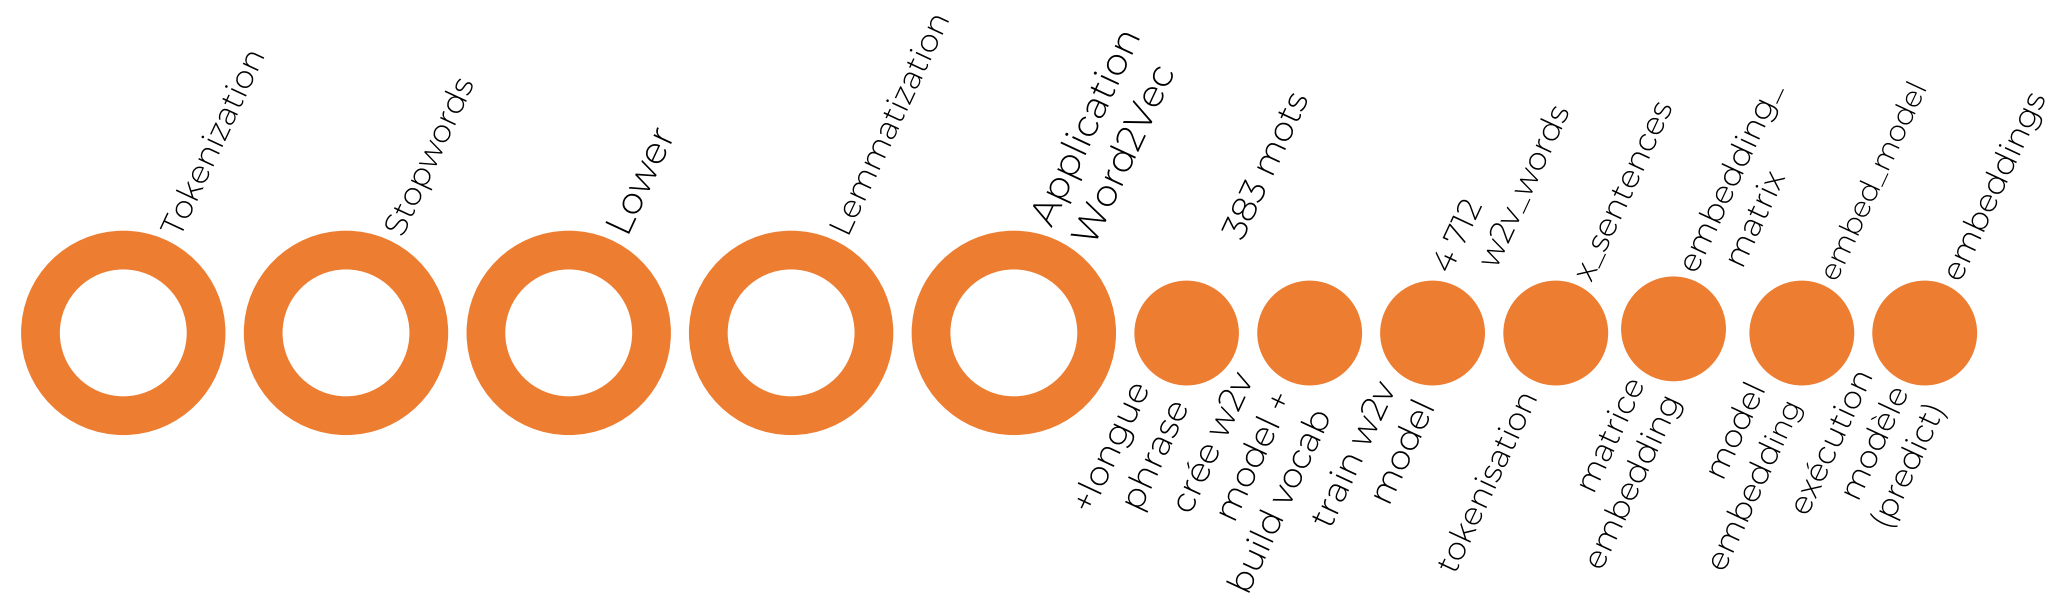 Tokenization
Stopwords
Lower
Lemmatization
Application
Word2Vec
+longue
phrase
383 mots
crée w2v
model +
build vocab
train w2v
model
4 712
w2v_words
tokenisation
x_sentences
matrice
embedding
embedding_
matrix
model
embedding
embed_model
exécution
modèle
(predict)
embeddings